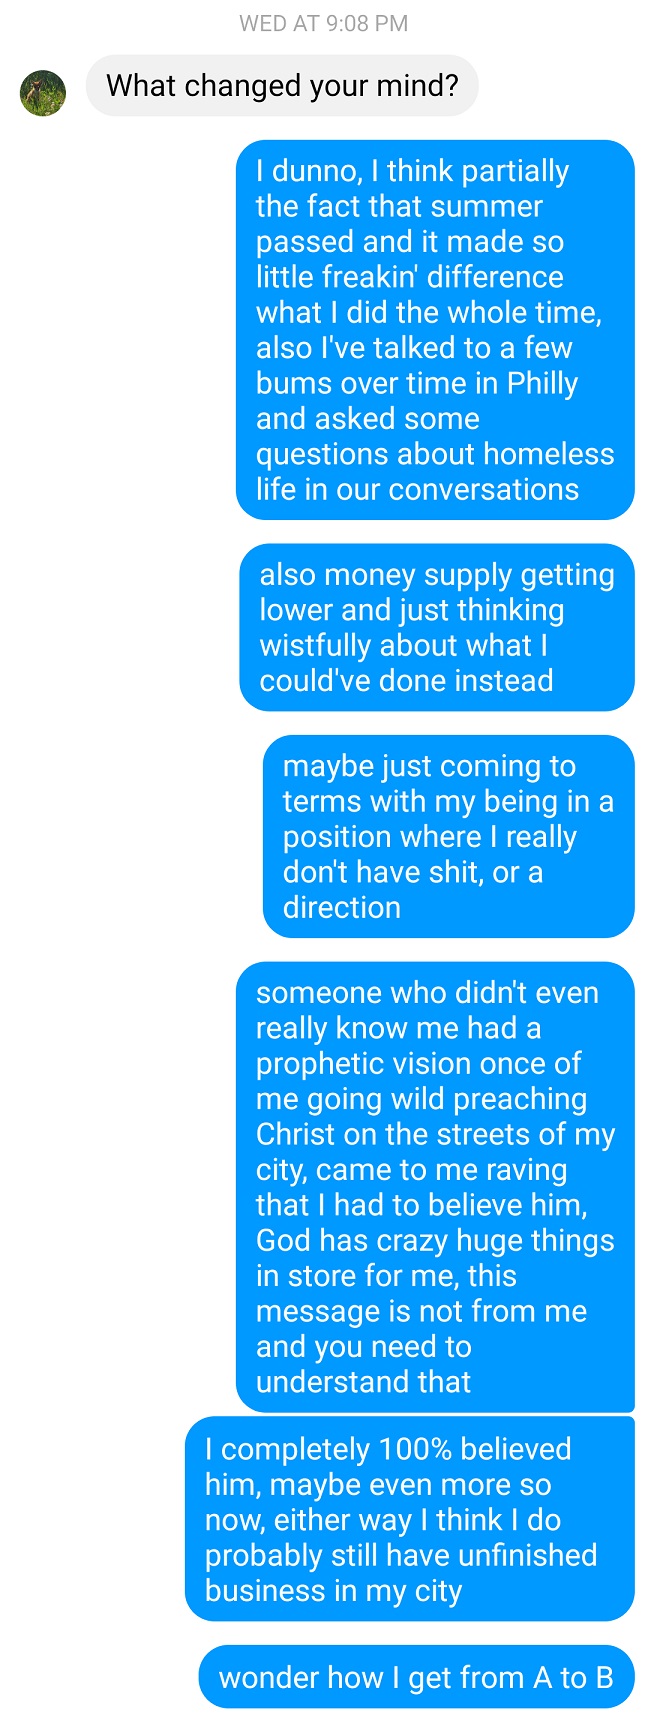 WED AT 9:08 PM
What changed your mind?
I dunno, I think partially
the fact that summer
passed and it made so
little freakin' difference
what I did the whole time,
also I've talked to a few
bums over time in Philly
and asked some
questions about homeless
life in our conversations
also money supply getting
lower and just thinking
wistfully about what I
could've done instead
maybe just coming to
terms with my being in a
position where I really
don't have shit, or a
direction
someone who didn't even
really know me had a
prophetic vision once of
me going wild preaching
Christ on the streets of my
city, came to me raving
that I had to believe him,
God has crazy huge things
in store for me, this
message is not from me
and you need to
understand that
I completely 100% believed
him, maybe even more so
now, either way I think I do
probably still have unfinished
business in my city
wonder how I get from A to B